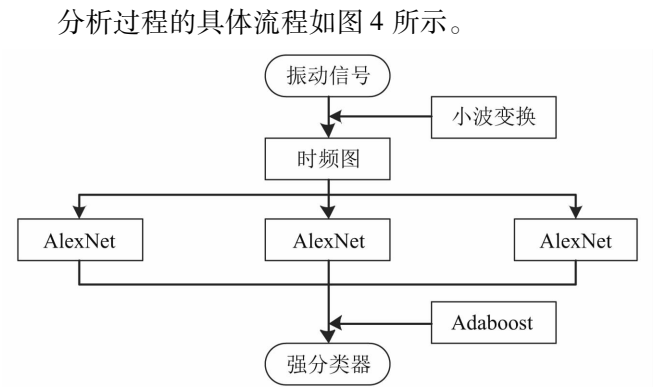 分析过程的具体流程如图 4 所示。
振动信号
小波变换
时频图
AlexNet
AlexNet
AlexNet
Adaboost
强分类器